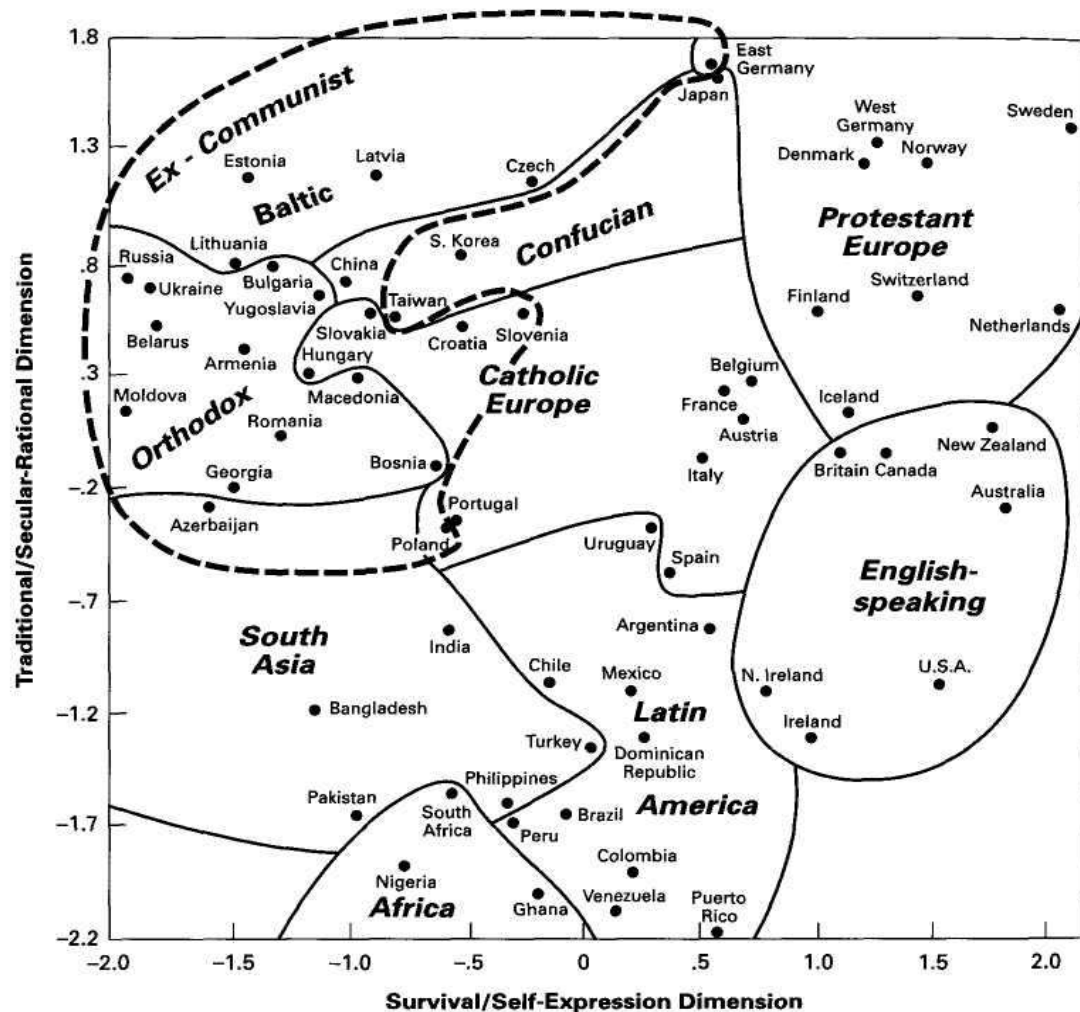 1.8
1.3
.8
.3
-.2
-.7
-1.2
-1.7
-2.2
Traditional/Secular-Rational Dimension
Ex - Communist
East
Germany
Japan
Sweden
West
Germany
Denmark
Norway
Estonia
Latvia
Czech
Baltic
Confucian
Protestant
Europe
S. Korea
Lithuania
Russia
Bulgaria
China
Ukraine
Yugoslavia
Taiwan
Switzerland
Finland
Netherlands
Belarus
Slovakia
Croatia
Slovenia
Armenia
Hungary
Macedonia
Catholic
Europe
Belgium
France
Austria
Iceland
Moldova
Orthodox
Romania
Italy
Britain
Canada
New Zealand
Bosnia
Georgia
Azerbaijan
Portugal
Poland
Australia
Uruguay
Spain
English-
speaking
South
Asia
India
Argentina
Chile
Mexico
N. Ireland
U.S.A.
Bangladesh
Latin
Ireland
Turkey
Dominican
Republic
Philippines
Pakistan
South
Africa
Peru
Brazil
America
Nigeria
Colombia
Africa
Ghana
Venezuela
Puerto
Rico
-2.0
-1.5
-1.0
-.5
0
.5
1.0
1.5
2.0
Survival/Self-Expression Dimension